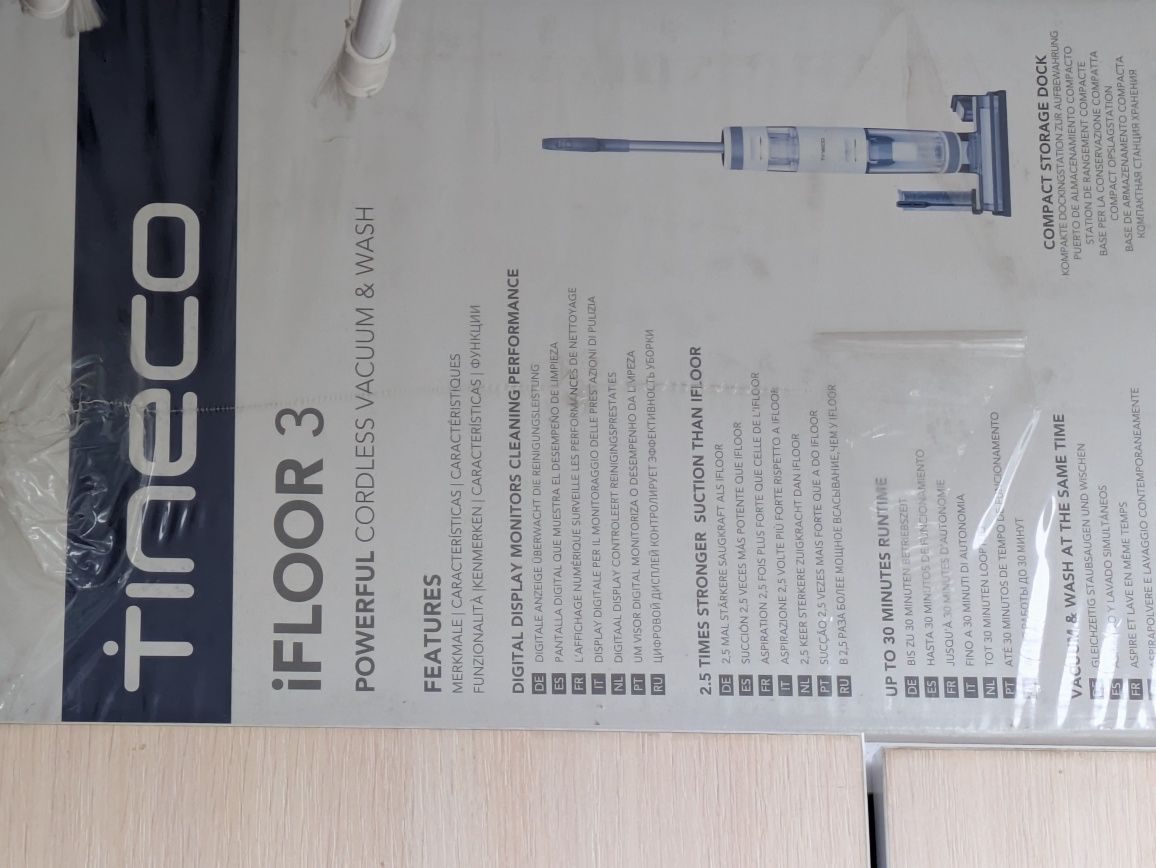 Tineco
iFLOOR 3
POWERFUL CORDLESS VACUUM & WASH
FEATURES
MERKMALE | CARACTERÍSTICAS | CARACTÉRISTIQUES
FUNZIONALITÀ |KENMERKEN | CARACTERÍSTICAS | ФУНКЦИИ
DIGITAL DISPLAY MONITORS CLEANING PERFORMANCE
DE DIGITALE ANZEIGE ÜBERWACHT DIE REINIGUNGSLEISTUNG
ES PANTALLA DIGITAL QUE MUESTRA EL DESEMPEÑO DE LIMPIEZA
FR L'AFFICHAGE NUMÉRIQUE SURVEILLE LES PERFORMANCES DE NETTOYAGE
IT DISPLAY DIGITALE PER IL MONITORAGGIO DELLE PRESTAZIONI DI PULIZIA
NL DIGITAAL DISPLAY CONTROLEERT REINIGINGSPRESTATIES
PT UM VISOR DIGITAL MONITORIZA O DESEMPENHO DA LIMPEZA
RU ЦИФРОВОЙ ДИСПЛЕЙ КОНТРОЛИРУЕТ ЭФФЕКТИВНОСТЬ УБОРКИ
2.5 TIMES STRONGER SUCTION THAN IFLOOR
DE 2,5 MAL STÄRKERE SAUGKRAFT ALS IFLOOR
ES SUCCIÓN 2,5 VECES MÁS POTENTE QUE IFLOOR
FR ASPIRATION 2,5 FOIS PLUS FORTE QUE CELLE DE L'IFLOOR
IT ASPIRAZIONE 2,5 VOLTE PIÙ FORTE RISPETTO A IFLOOR
NL 2,5 KEER STERKERE ZUIGKRACHT DAN IFLOOR
PT SUCÇÃO 2,5 VEZES MAIS FORTE QUE A DO IFLOOR
RU В 2,5 РАЗА БОЛЕЕ МОЩНОЕ ВСАСЫВАНИЕ, ЧЕМ У IFLOOR
UP TO 30 MINUTES RUNTIME
DE BIS ZU 30 MINUTEN BETRIEBSZEIT
ES HASTA 30 MINUTOS DE FUNCIONAMIENTO
FR JUSQU'À 30 MINUTES D'AUTONOMIE
IT FINO A 30 MINUTI DI AUTONOMIA
NL TOT 30 MINUTEN
PT ATÉ 30 MINUTOS DE TEMPO DE FUNCIONAMENTO
РАБОТЫ ДО 30 МИНУТ
VACUUM & WASH AT THE SAME TIME
GLEICHZEITIG STAUBSAUGEN UND WISCHEN
ES Y LAVADO SIMULTÁNEOS
FR ASPIRE ET LAVE EN MÊME TEMPS
E LAVAGGIO CONTEMPORANEAMENTE
Tineco
COMPACT STORAGE DOCK
KOMPAKTE DOCKINGSTATION ZUR AUFBEWAHRUNG
PUERTO DE ALMACENAMIENTO COMPACTO
STATION DE RANGEMENT COMPACTE
BASE PER LA CONSERVAZIONE COMPATTA
COMPACT OPSLAGSTATION
BASE DE ARMAZENAMENTO COMPACTA
КОМПАКТНАЯ СТАНЦИЯ ХРАНЕНИЯ